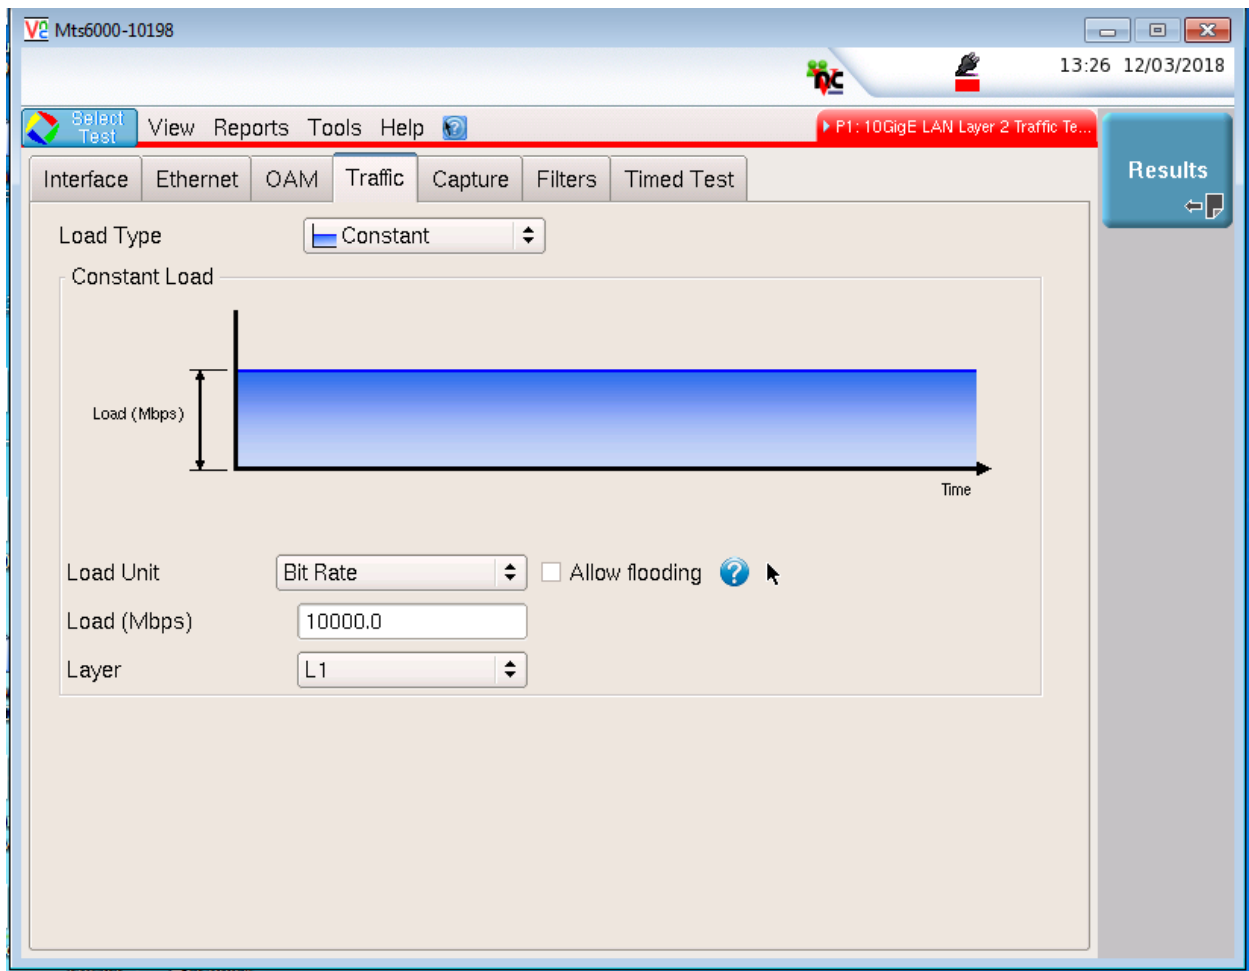 Mts6000-10198
13:26 12/03/2018
Select
Test
View Reports Tools Help
P1: 10GigE LAN Layer 2 Traffic Te...
Results
Interface Ethernet OAM Traffic Capture Filters Timed Test
Load Type Constant
Constant Load
Load (Mbps)
Time
Load Unit Bit Rate Allow flooding ?
Load (Mbps) 10000.0
Layer L1